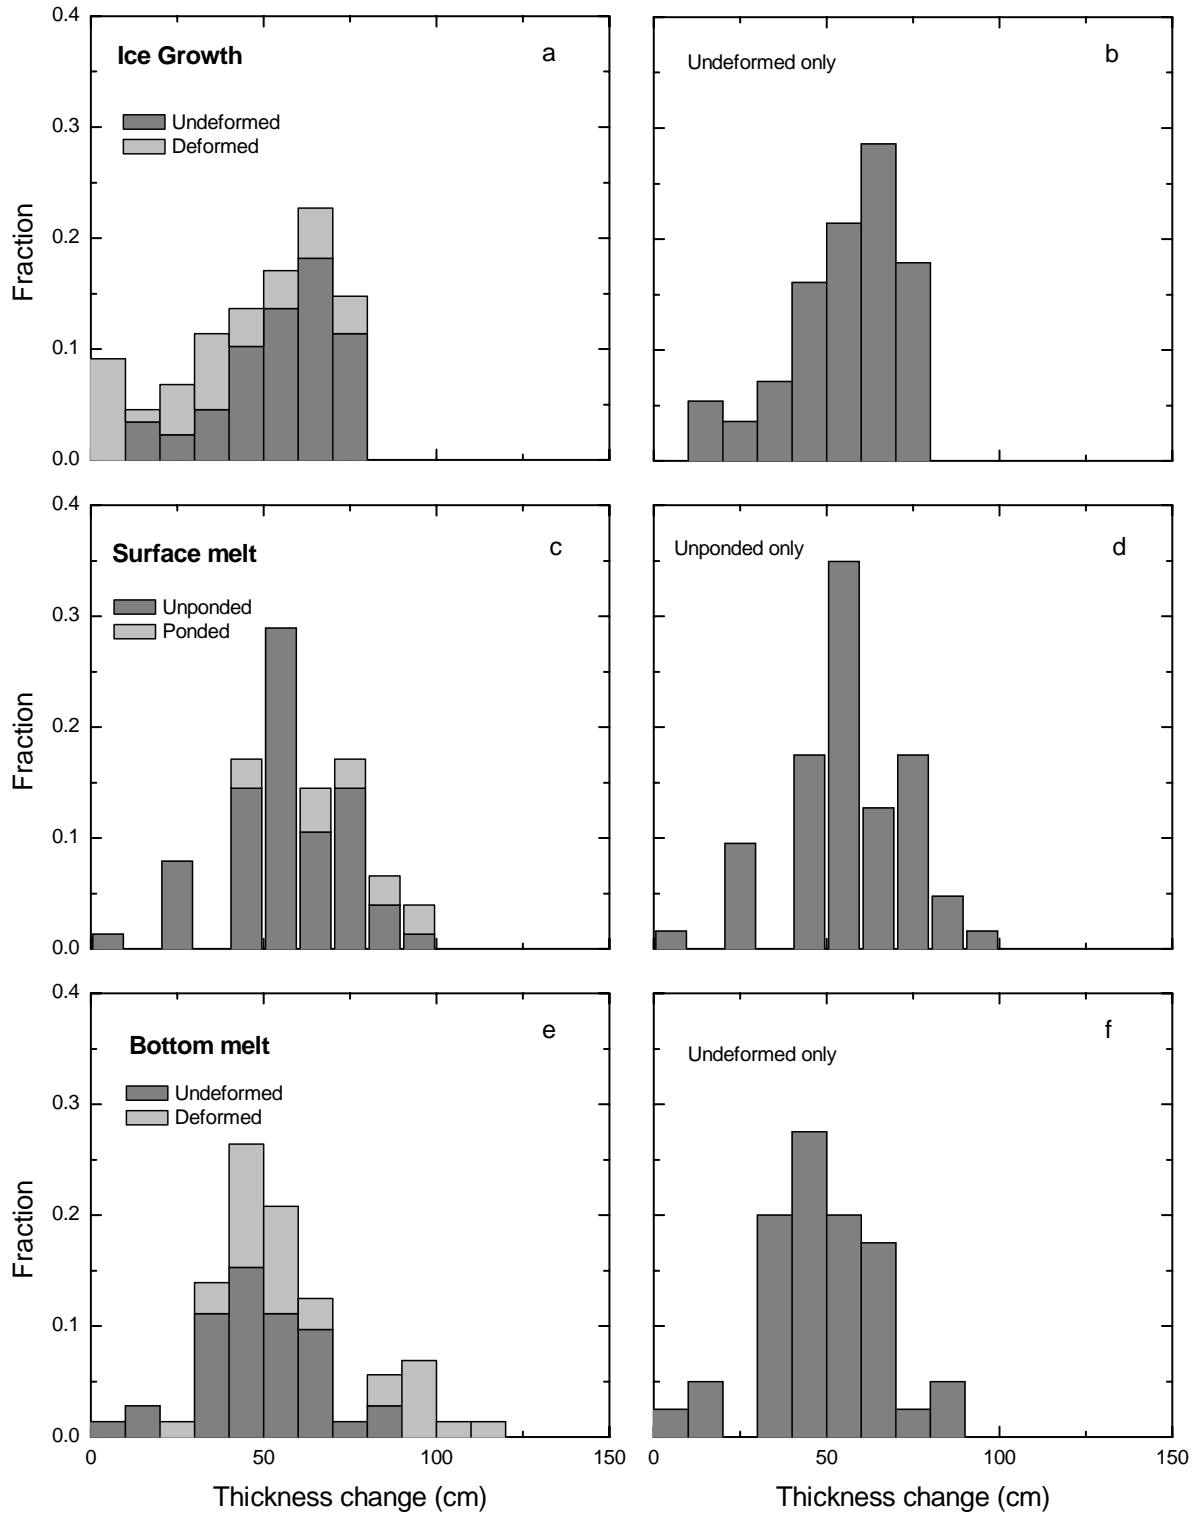 0.4
Ice Growth
a
Undeformed
Deformed
0.3
0.2
0.1
0.0
Fraction
Undeformed only
b
0.4
Surface melt
c
Unponded
Ponded
0.3
0.2
0.1
0.0
Fraction
Unponded only
d
0.4
Bottom melt
e
Undeformed
Deformed
0.3
0.2
0.1
0.0
Fraction
0 50 100 150
Thickness change (cm)
Undeformed only
f
0 50 100 150
Thickness change (cm)